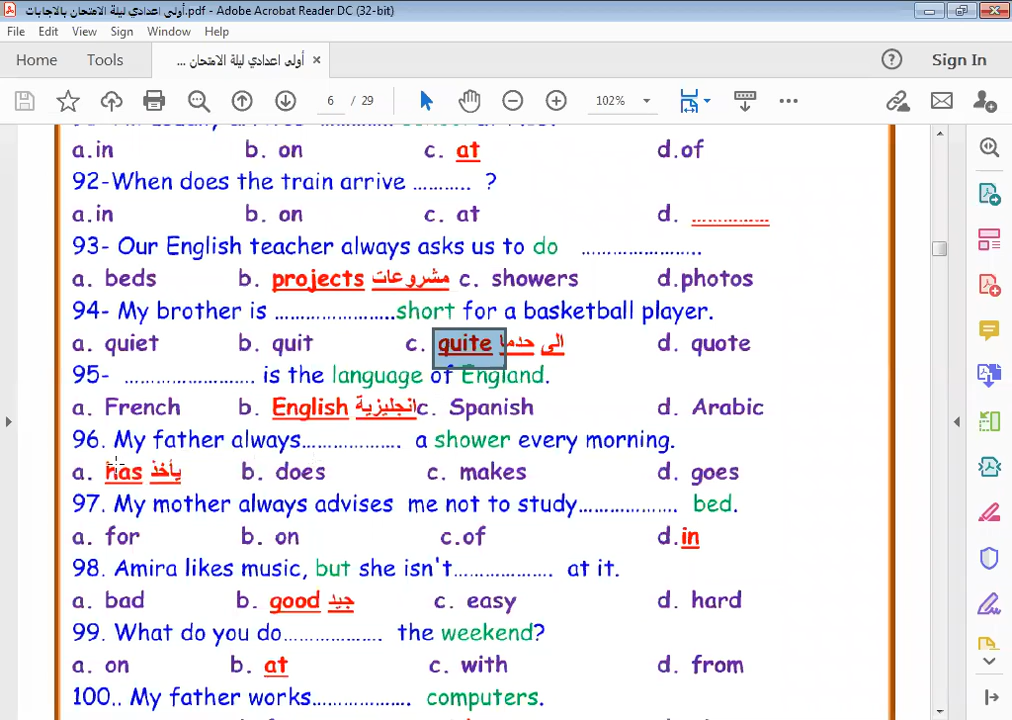 أولى اعدادي ليلة الامتحان بالاجابات.pdf - Adobe Acrobat Reader DC (32-bit)
File Edit View Sign Window Help
Home Tools أولى اعدادي ليلة الامتحان ... × Sign In
6 / 29 102%
a.in b. on c. at d.of
92-When does the train arrive ……….. ?
a.in b. on c. at d. ……………
93- Our English teacher always asks us to do …………………..
a. beds b. projects مشروعات c. showers d.photos
94- My brother is …………………..short for a basketball player.
a. quiet b. quit c. quite الى حدما d. quote
95- ……………………. is the language of England.
a. French b. English انجليزية c. Spanish d. Arabic
96. My father always……………….. a shower every morning.
a. has يأخذ b. does c. makes d. goes
97. My mother always advises me not to study………………. bed.
a. for b. on c.of d.in
98. Amira likes music, but she isn't………………. at it.
a. bad b. good جيد c. easy d. hard
99. What do you do………………. the weekend?
a. on b. at c. with d. from
100.. My father works………………. computers.